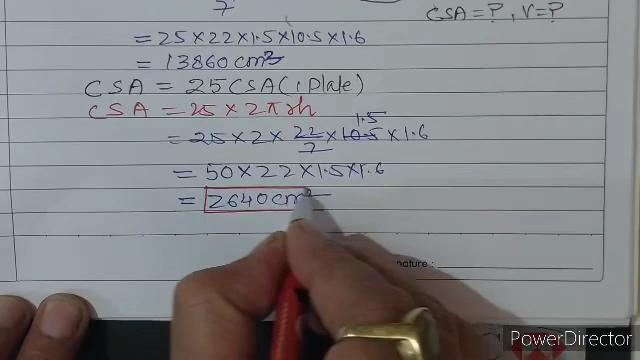 7
CSA = ? , V = ?
= 25×22×1.5×10.5×1.6
= 13860 cm³
CSA = 25 CSA (1 Plate)
CSA = 25 × 2πrh
1.5
= 25 × 2 × 22/7 × 10.5 × 1.6
= 50 × 22 × 1.5 × 1.6
= 2640 cm²
nature :
PowerDirector